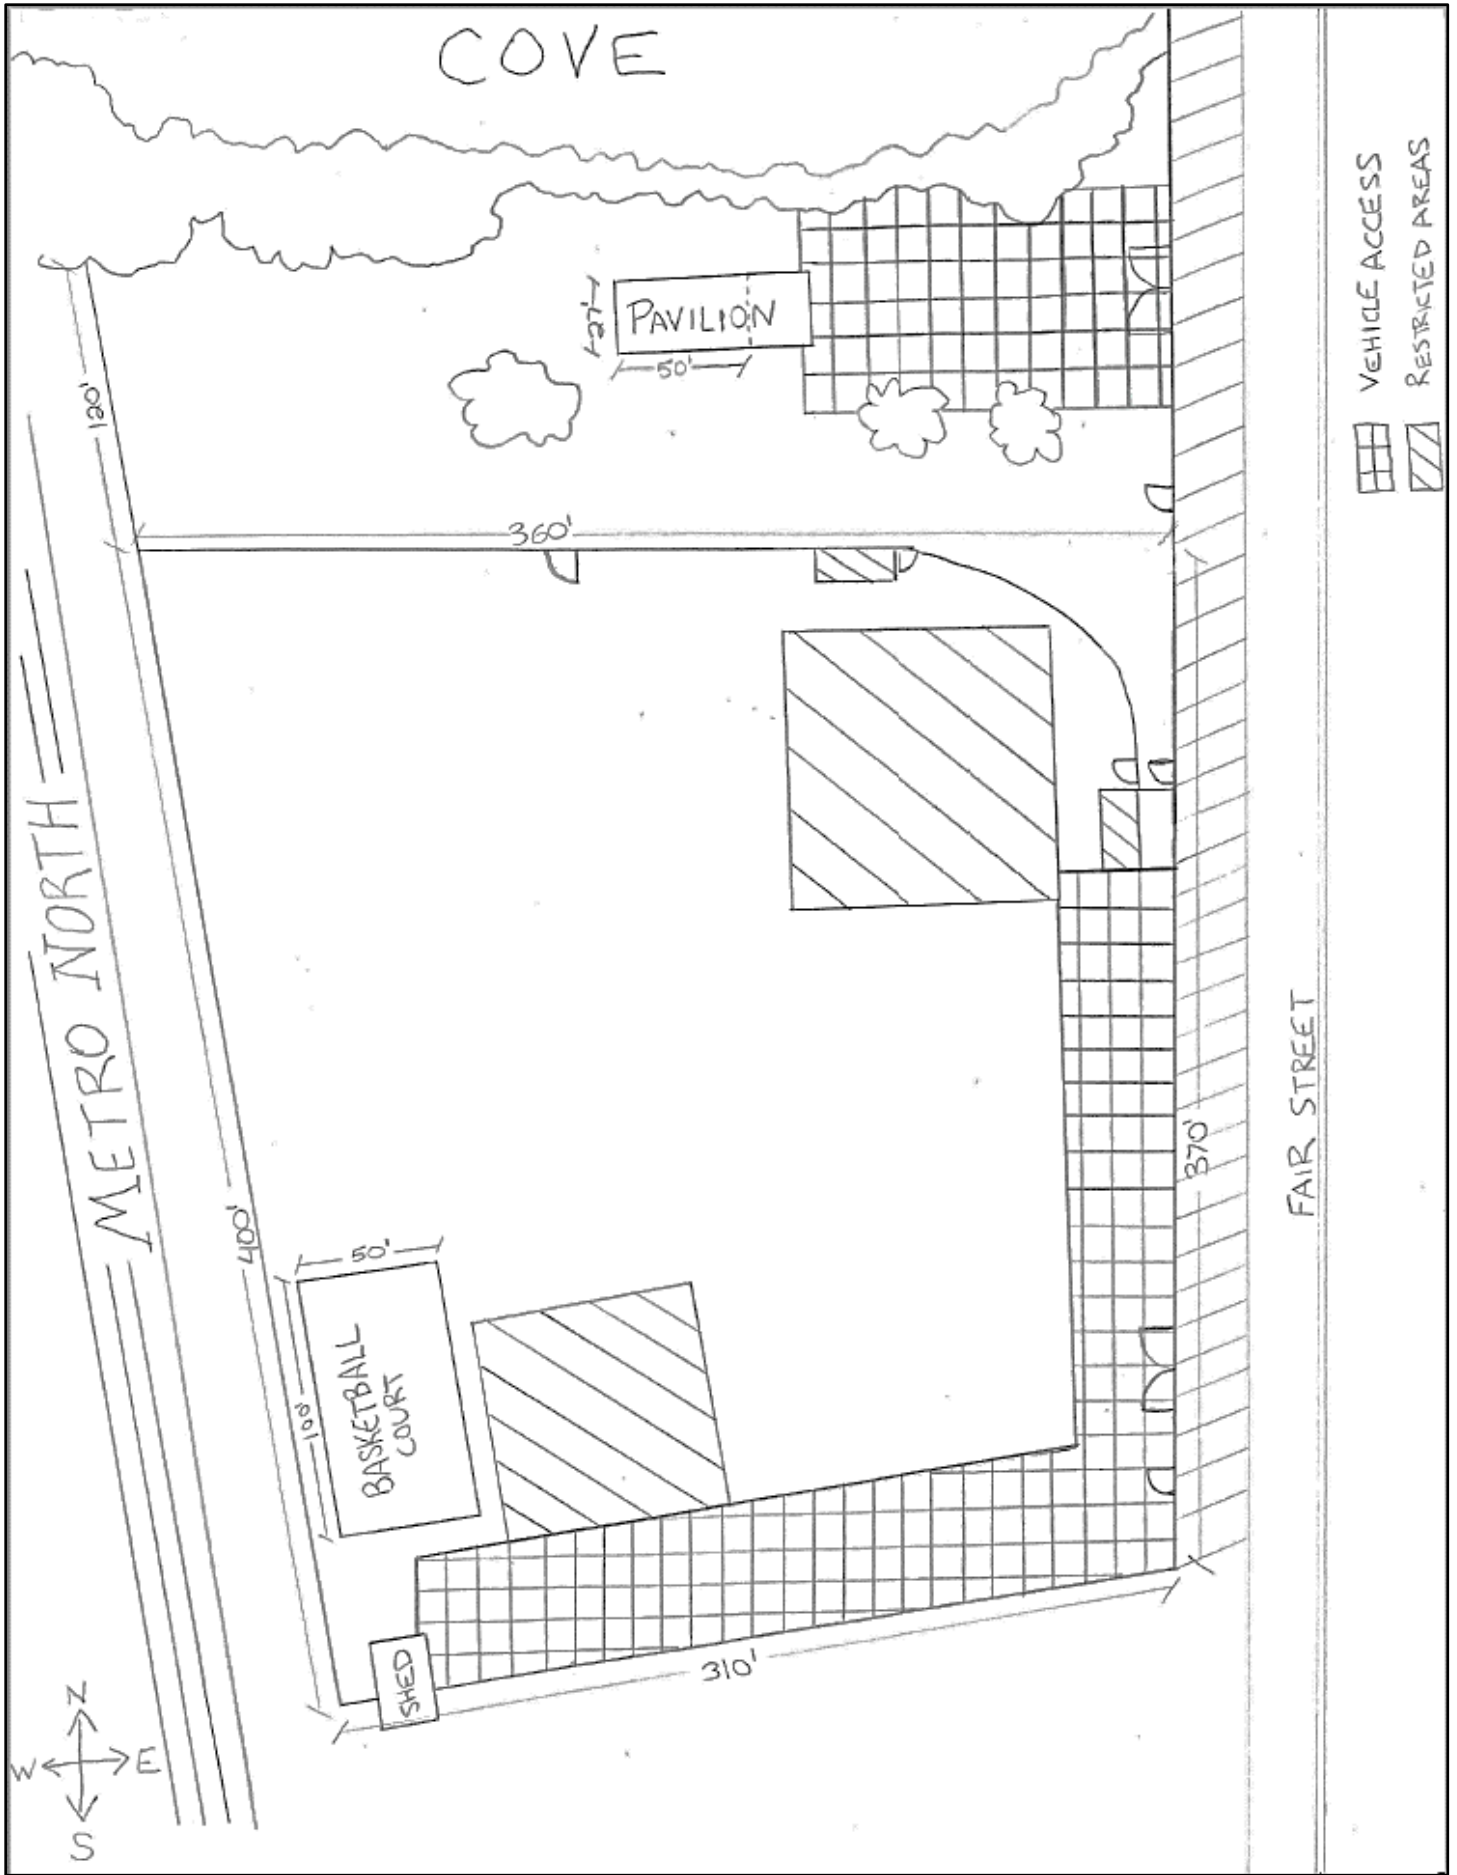 COVE
VEHICLE ACCESS
RESTRICTED AREAS
27'
PAVILION
50'
120'
360'
METRO NORTH
FAIR STREET
370'
400'
50'
100'
BASKETBALL
COURT
SHED
310'
N
W
E
S